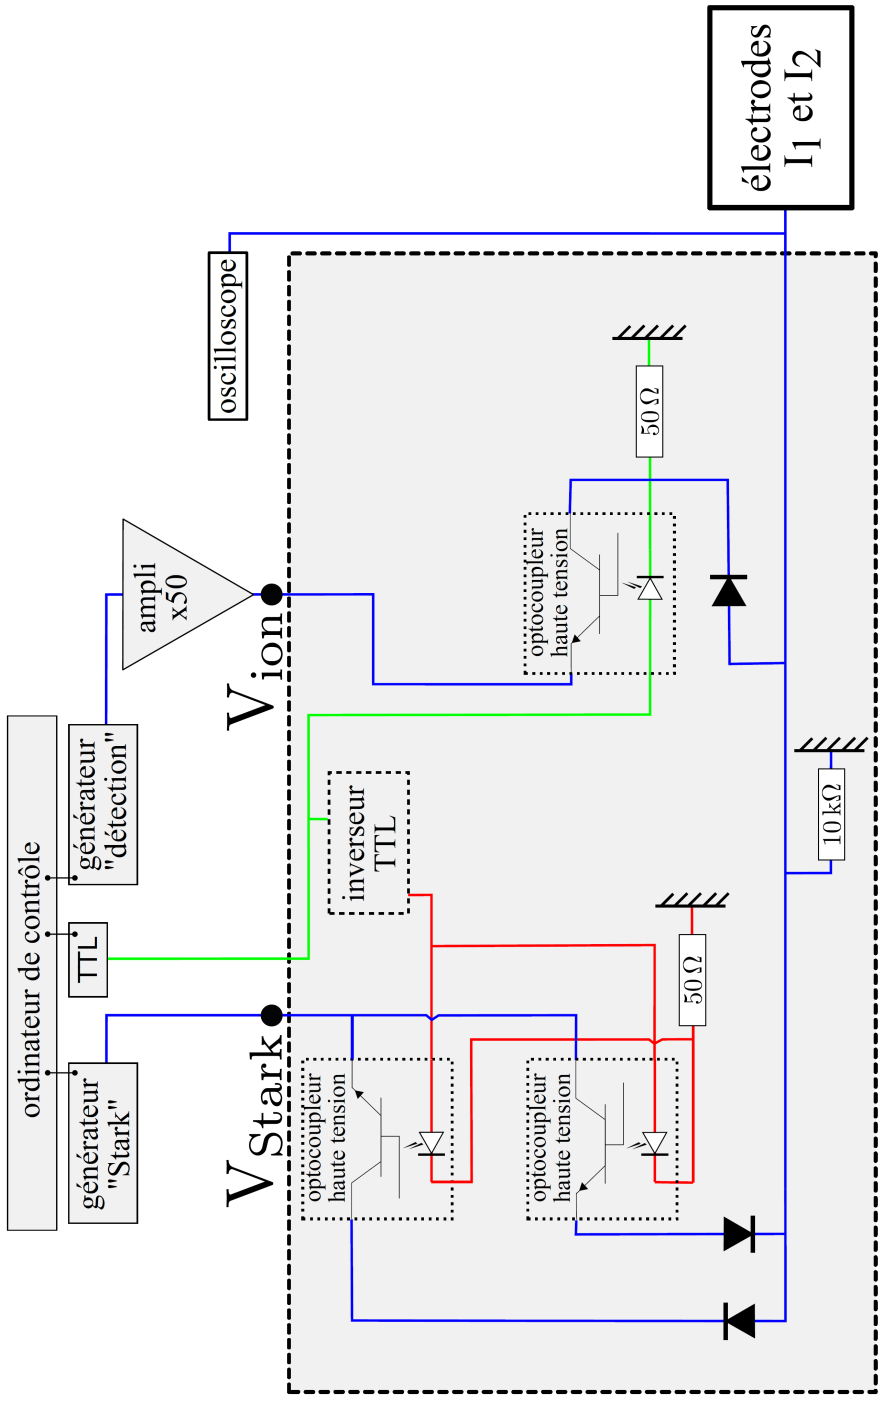 ordinateur de contrôle
générateur
"Stark"
TTL
générateur
"détection"
ampli
x50
oscilloscope
électrodes
I1 et I2
VStark
Vion
inverseur
TTL
optocoupleur
haute tension
optocoupleur
haute tension
optocoupleur
haute tension
50 Ω
50 Ω
10 kΩ